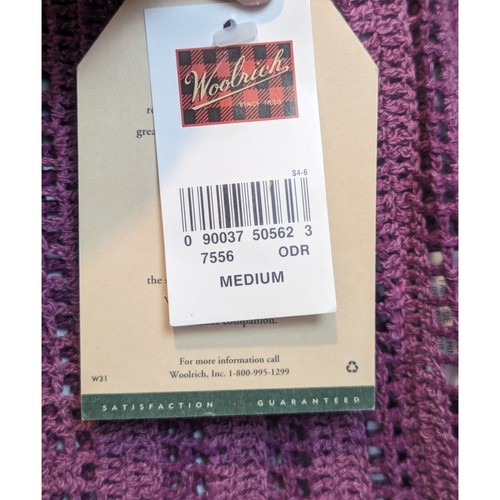 Woolrich
SINCE 1830
S4-6
0 90037 50562 3
7556 ODR
MEDIUM
the
companion.
For more information call
Woolrich, Inc. 1-800-995-1299
W31
SATISFACTION GUARANTEED